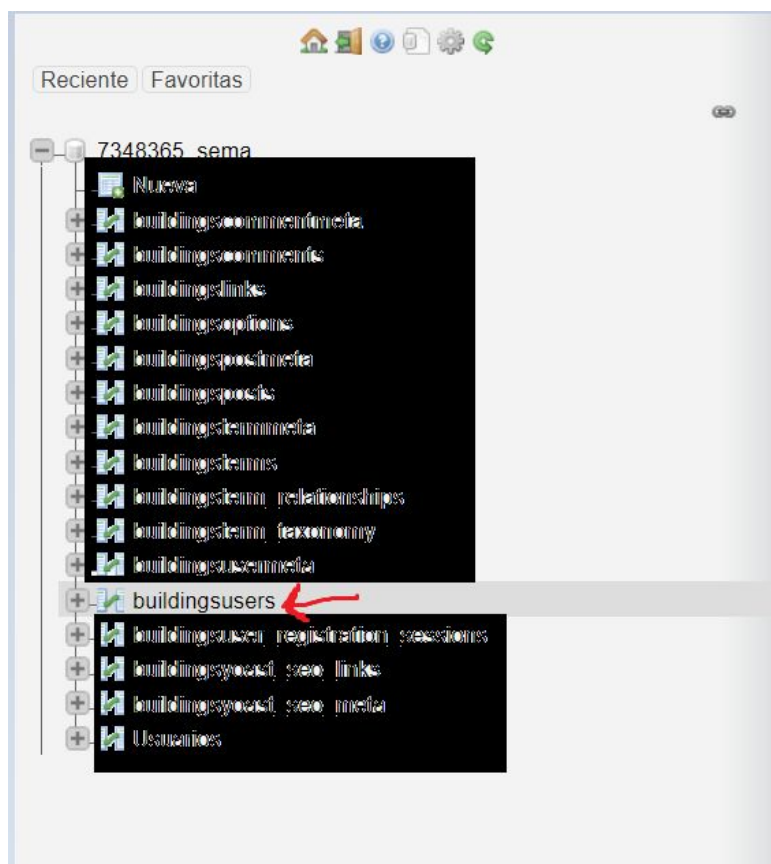 Reciente Favoritas
7348365_sema
Nueva
buildingscommentmeta
buildingscomments
buildingslinks
buildingsoptions
buildingspostmeta
buildingsposts
buildingstermmeta
buildingsterms
buildingsterm_relationships
buildingsterm_taxonomy
buildingsusermeta
buildingsusers
buildingsuser_registration_sessions
buildingsyoast_seo_links
buildingsyoast_seo_meta
Usuarios